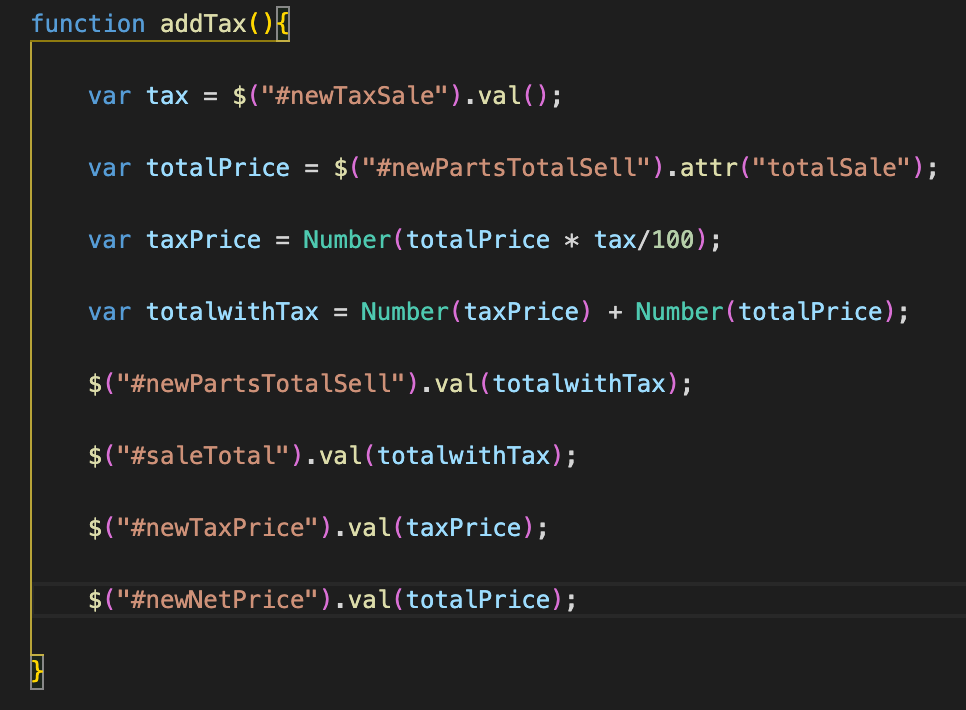 function addTax(){
var tax = $("#newTaxSale").val();
var totalPrice = $("#newPartsTotalSell").attr("totalSale");
var taxPrice = Number(totalPrice * tax/100);
var totalwithTax = Number(taxPrice) + Number(totalPrice);
$("#newPartsTotalSell").val(totalwithTax);
$("#saleTotal").val(totalwithTax);
$("#newTaxPrice").val(taxPrice);
$("#newNetPrice").val(totalPrice);
}